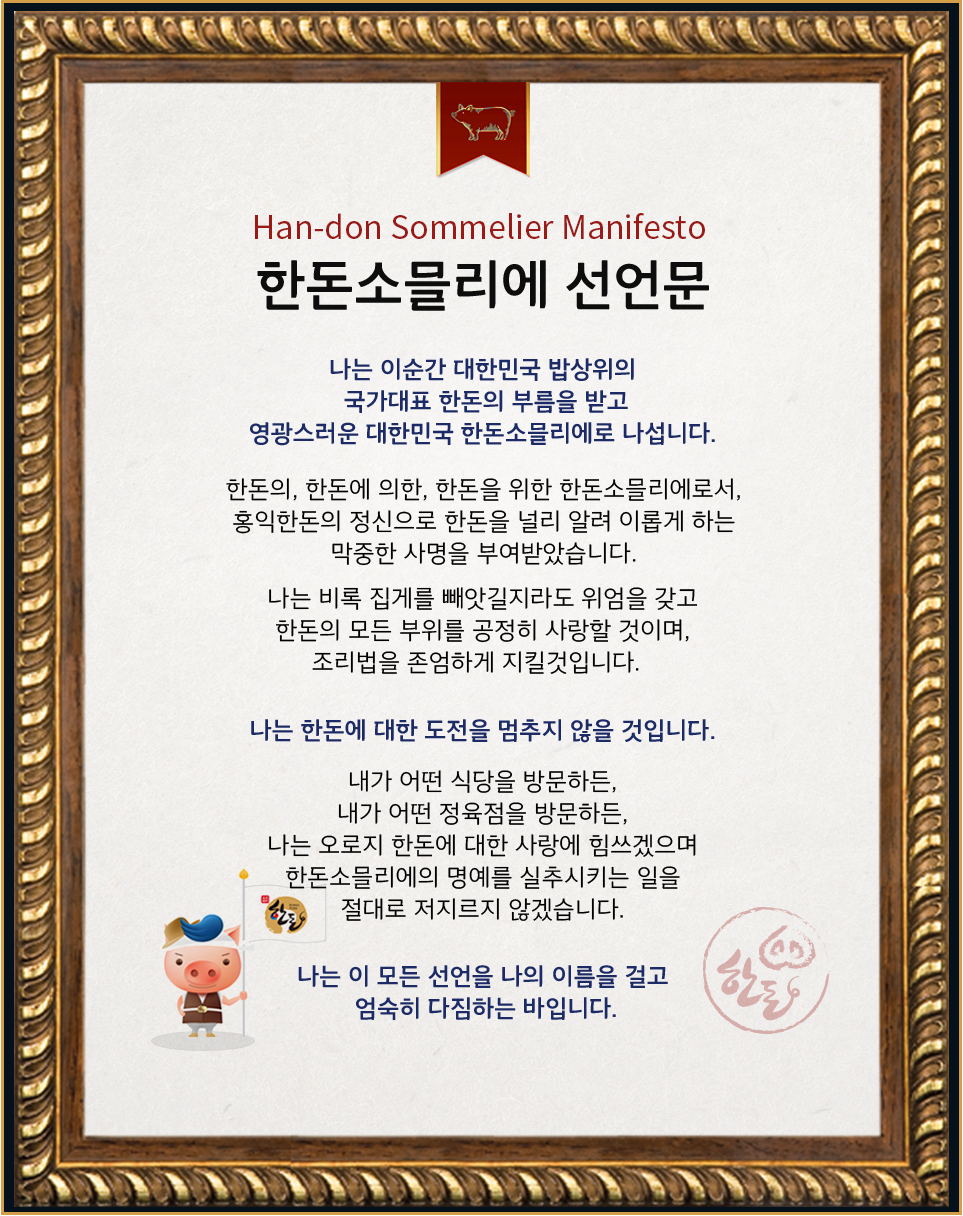 Han-don Sommelier Manifesto
한돈소믈리에 선언문
나는 이순간 대한민국 밥상위의
국가대표 한돈의 부름을 받고
영광스러운 대한민국 한돈소믈리에로 나섭니다.
한돈의, 한돈에 의한, 한돈을 위한 한돈소믈리에로서,
홍익한돈의 정신으로 한돈을 널리 알려 이롭게 하는
막중한 사명을 부여받았습니다.
나는 비록 집게를 빼앗길지라도 위엄을 갖고
한돈의 모든 부위를 공정히 사랑할 것이며,
조리법을 존엄하게 지킬것입니다.
나는 한돈에 대한 도전을 멈추지 않을 것입니다.
내가 어떤 식당을 방문하든,
내가 어떤 정육점을 방문하든,
나는 오로지 한돈에 대한 사랑에 힘쓰겠으며
한돈소믈리에의 명예를 실추시키는 일을
절대로 저지르지 않겠습니다.
한돈
나는 이 모든 선언을 나의 이름을 걸고
엄숙히 다짐하는 바입니다.
한돈